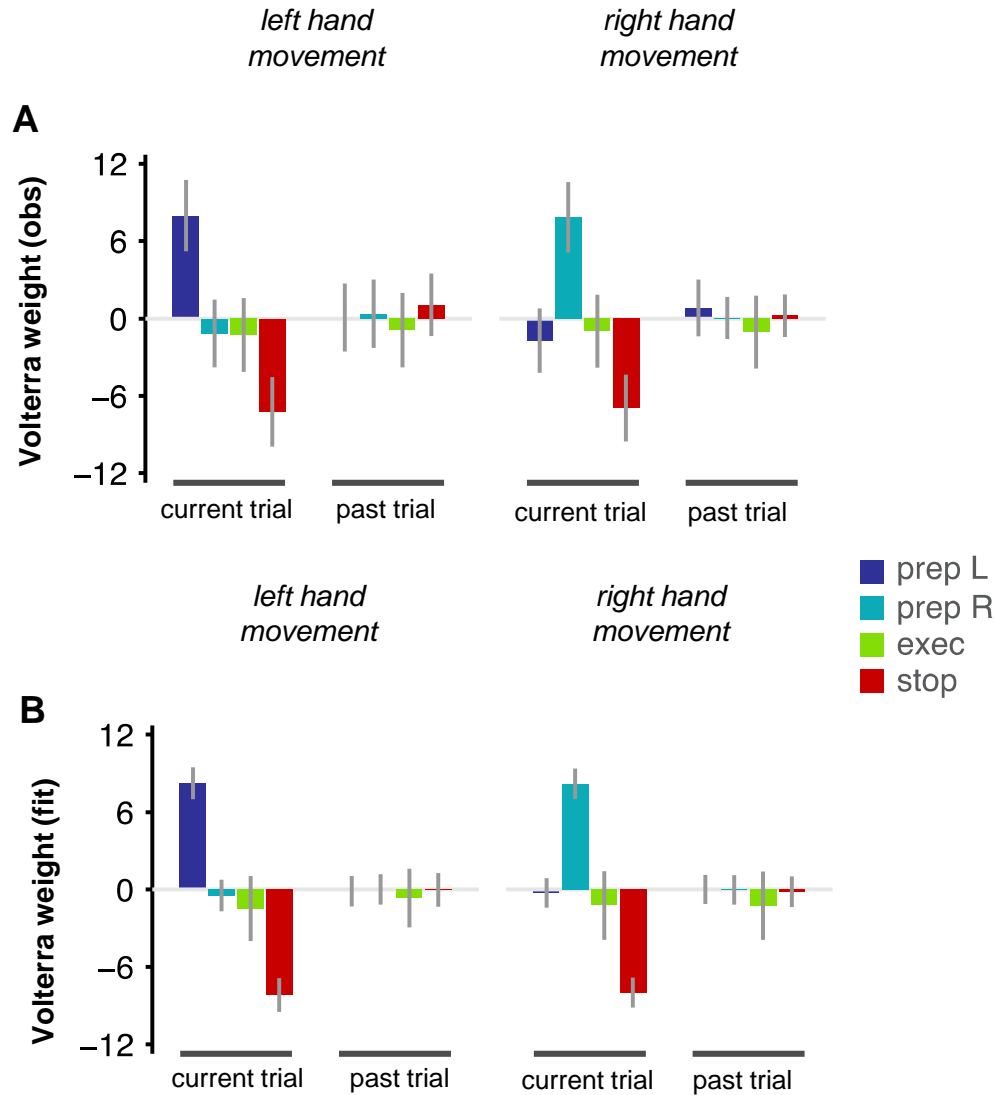 left hand
movement
right hand
movement
A
Volterra weight (obs)
12
6
0
−6
−12
current trial
past trial
current trial
past trial
left hand
movement
right hand
movement
prep L
prep R
exec
stop
B
Volterra weight (fit)
12
6
0
−6
−12
current trial
past trial
current trial
past trial